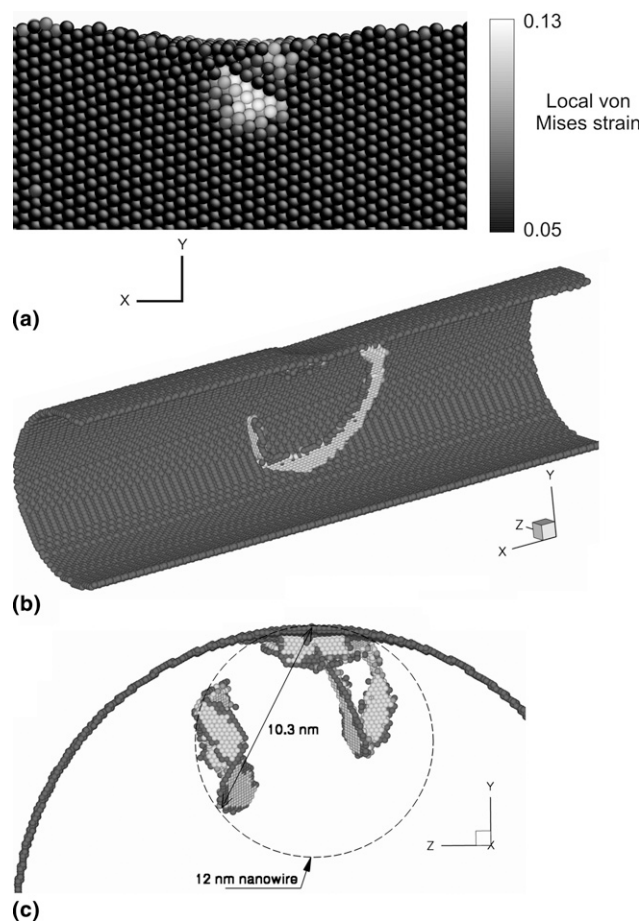 0.13
Local von
Mises strain
0.05
Y
X
(a)
Y
Z
X
(b)
10.3 nm
Y
Z
X
12 nm nanowire
(c)